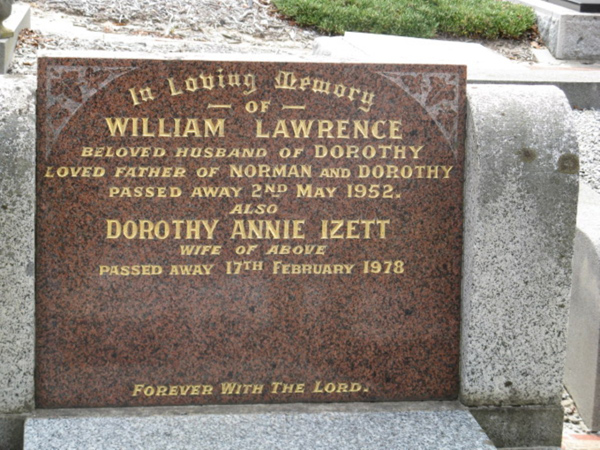 In Loving Memory
— OF —
WILLIAM LAWRENCE
BELOVED HUSBAND OF DOROTHY
LOVED FATHER OF NORMAN AND DOROTHY
PASSED AWAY 2ND MAY 1952.
ALSO
DOROTHY ANNIE IZETT
WIFE OF ABOVE
PASSED AWAY 17TH FEBRUARY 1978
FOREVER WITH THE LORD.